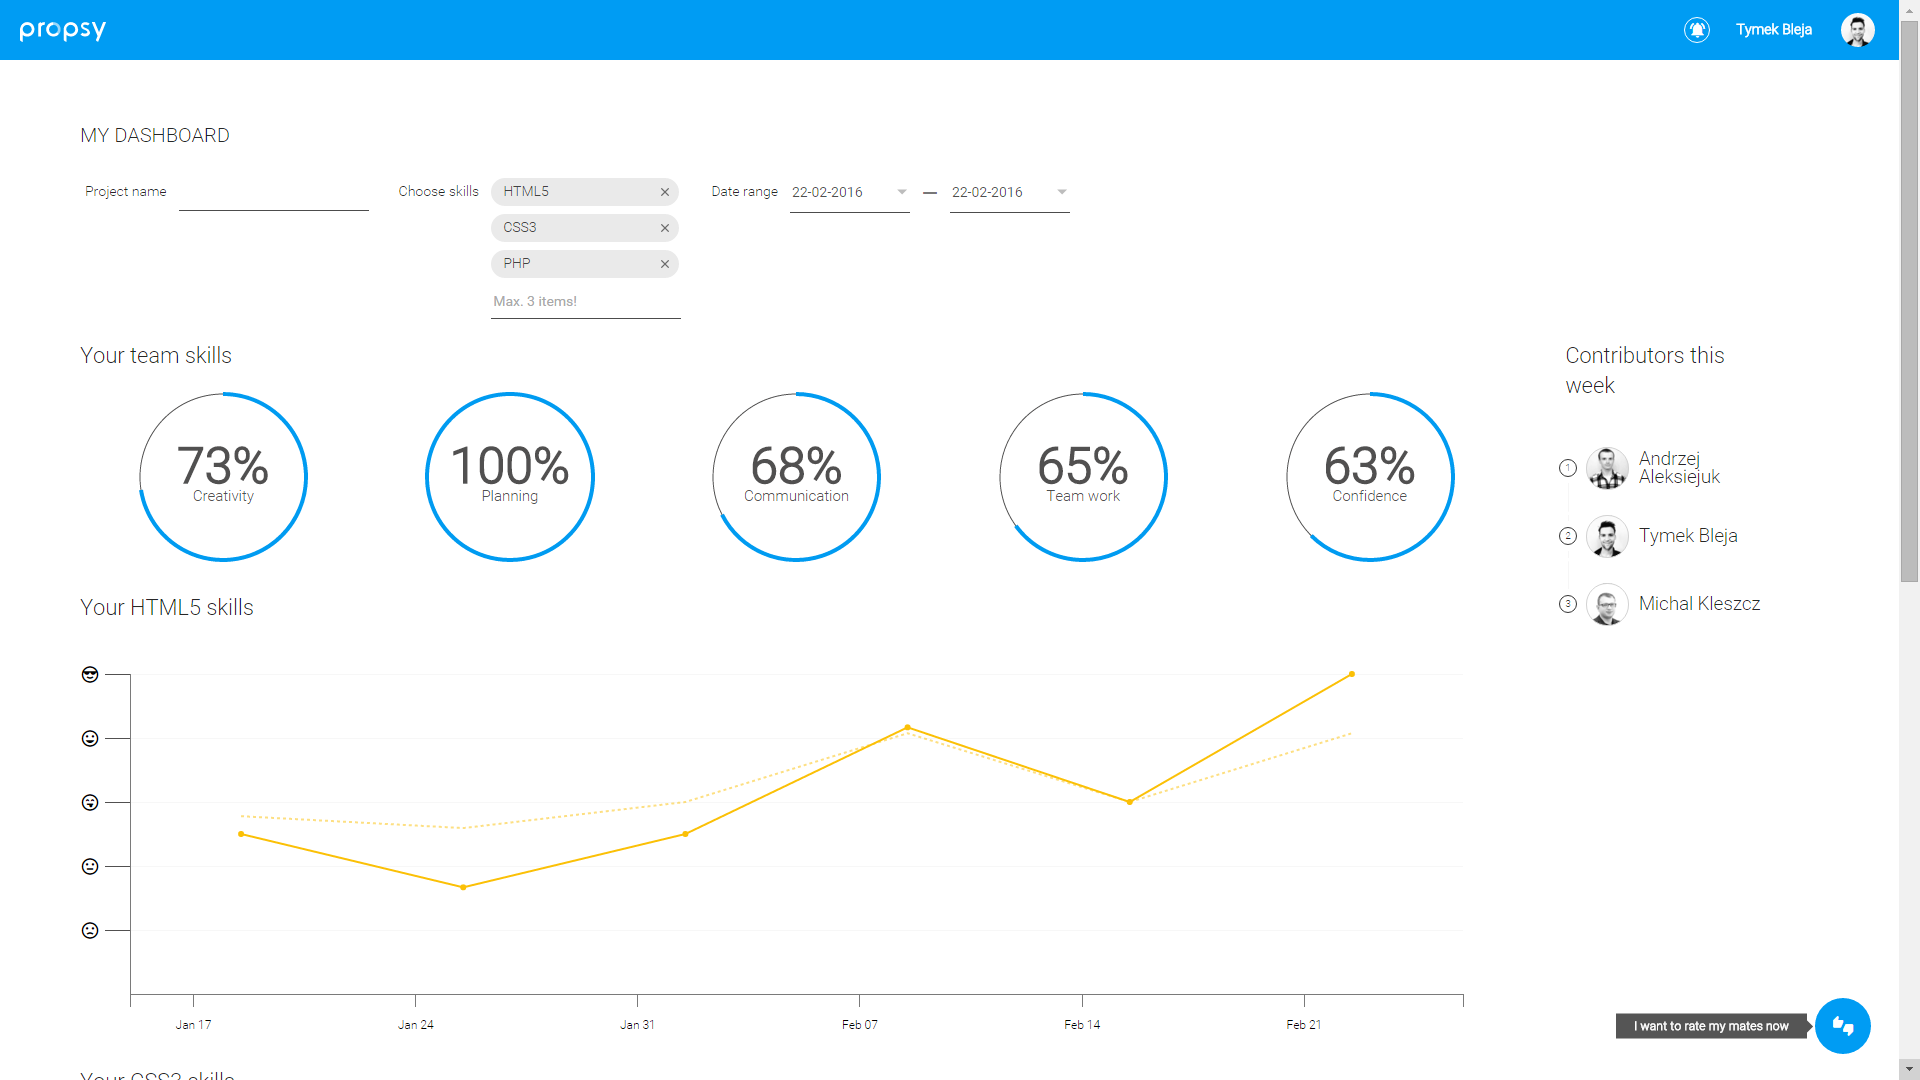 propsy
Tymek Bleja
MY DASHBOARD
Project name
Choose skills
HTML5
CSS3
PHP
Max. 3 items!
Date range
22-02-2016
22-02-2016
Your team skills
73%
Creativity
100%
Planning
68%
Communication
65%
Team work
63%
Confidence
Contributors this
week
1
Andrzej
Aleksiejuk
2
Tymek Bleja
3
Michal Kleszcz
Your HTML5 skills
Jan 17
Jan 24
Jan 31
Feb 07
Feb 14
Feb 21
I want to rate my mates now
Your CSS3 skills